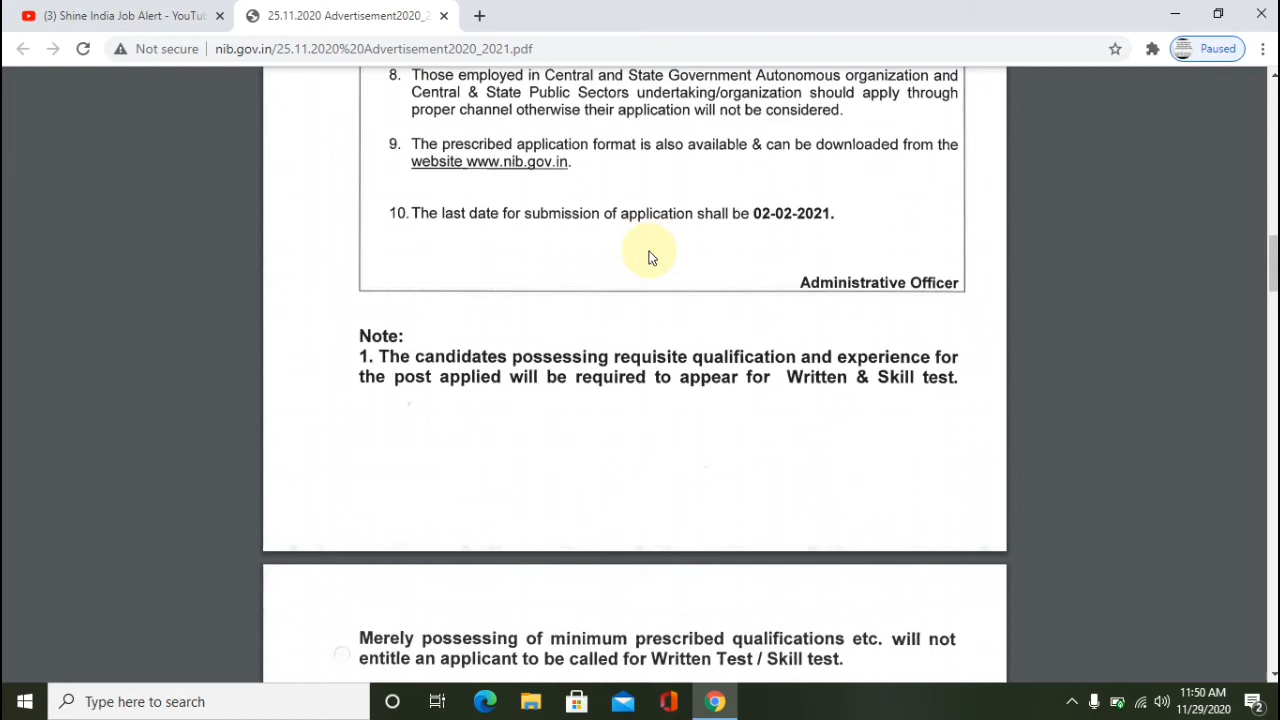 (3) Shine India Job Alert - YouTub
25.11.2020 Advertisement2020_2
Not secure
nib.gov.in/25.11.2020%20Advertisement2020_2021.pdf
Paused
8. Those employed in Central and State Government Autonomous organization and
Central & State Public Sectors undertaking/organization should apply through
proper channel otherwise their application will not be considered.
9. The prescribed application format is also available & can be downloaded from the
website www.nib.gov.in.
10. The last date for submission of application shall be 02-02-2021.
Administrative Officer
Note:
1. The candidates possessing requisite qualification and experience for
the post applied will be required to appear for Written & Skill test.
Merely possessing of minimum prescribed qualifications etc. will not
entitle an applicant to be called for Written Test / Skill test.
Type here to search
11:50 AM
11/29/2020
2